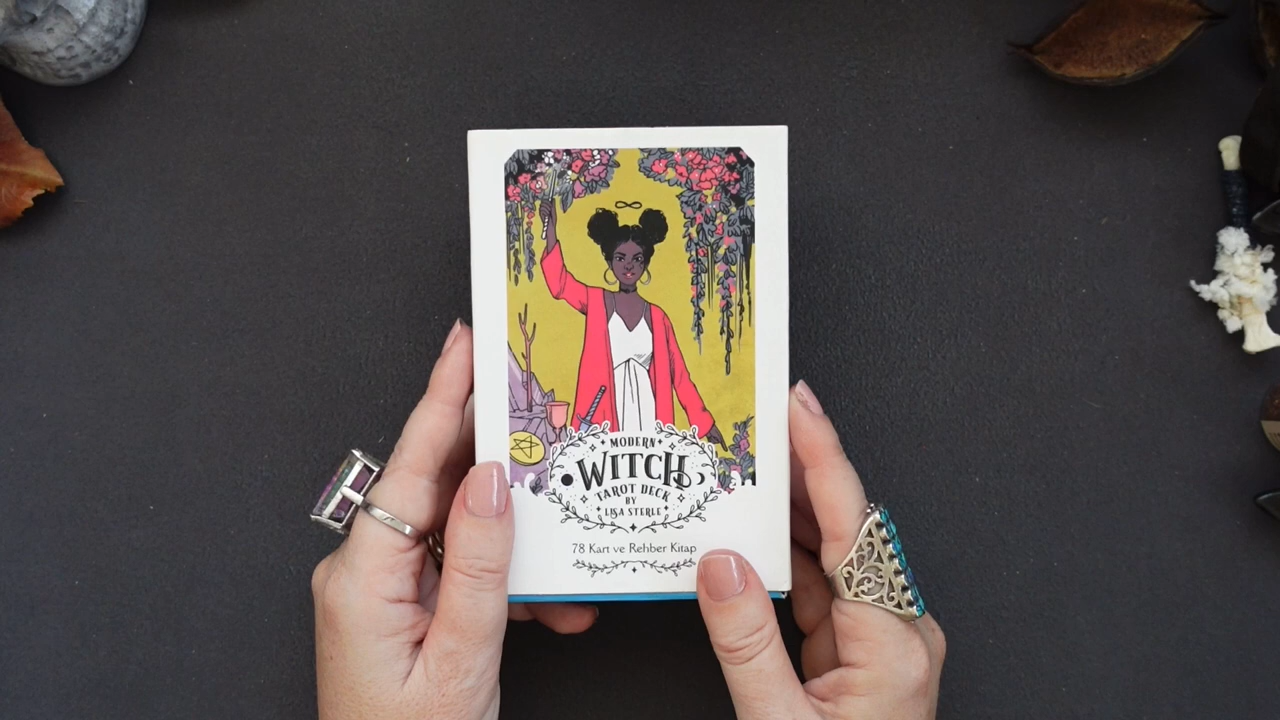 MODERN
WITCH
TAROT DECK
BY
LISA STERLE
78 Kart ve Rehber Kitap